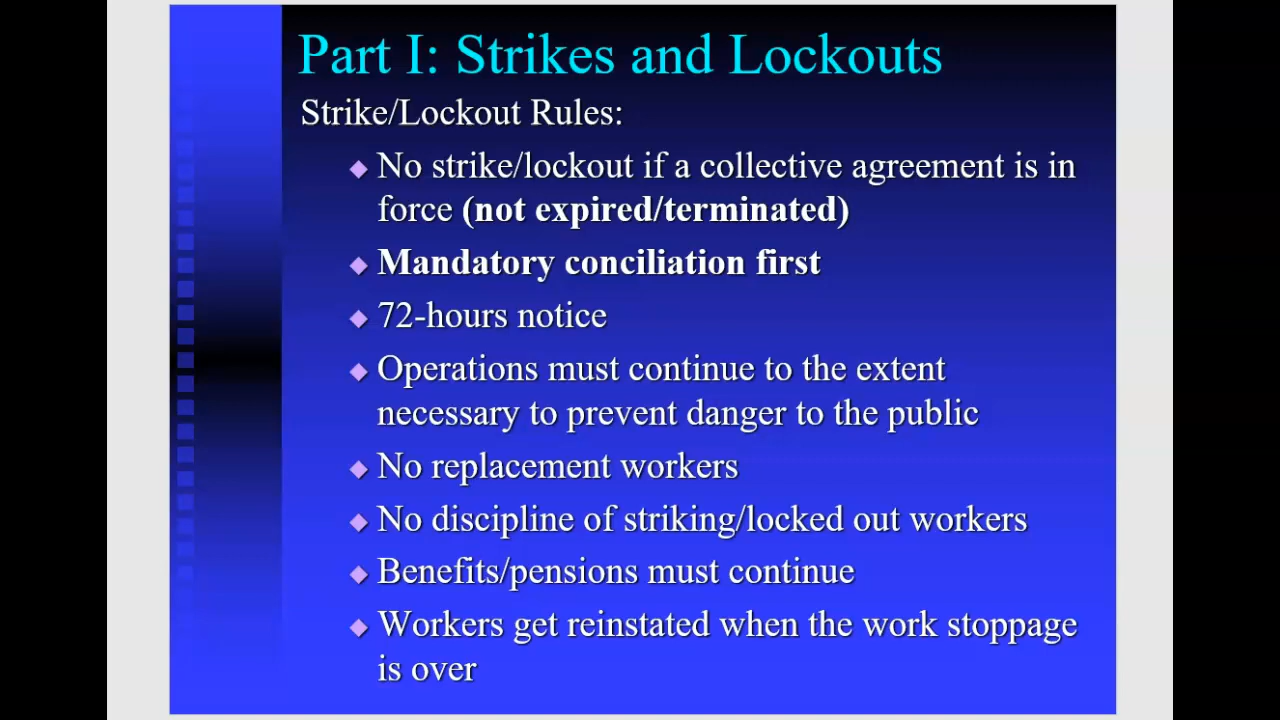 Part I: Strikes and Lockouts
Strike/Lockout Rules:
No strike/lockout if a collective agreement is in
force (not expired/terminated)
Mandatory conciliation first
72-hours notice
Operations must continue to the extent
necessary to prevent danger to the public
No replacement workers
No discipline of striking/locked out workers
Benefits/pensions must continue
Workers get reinstated when the work stoppage
is over